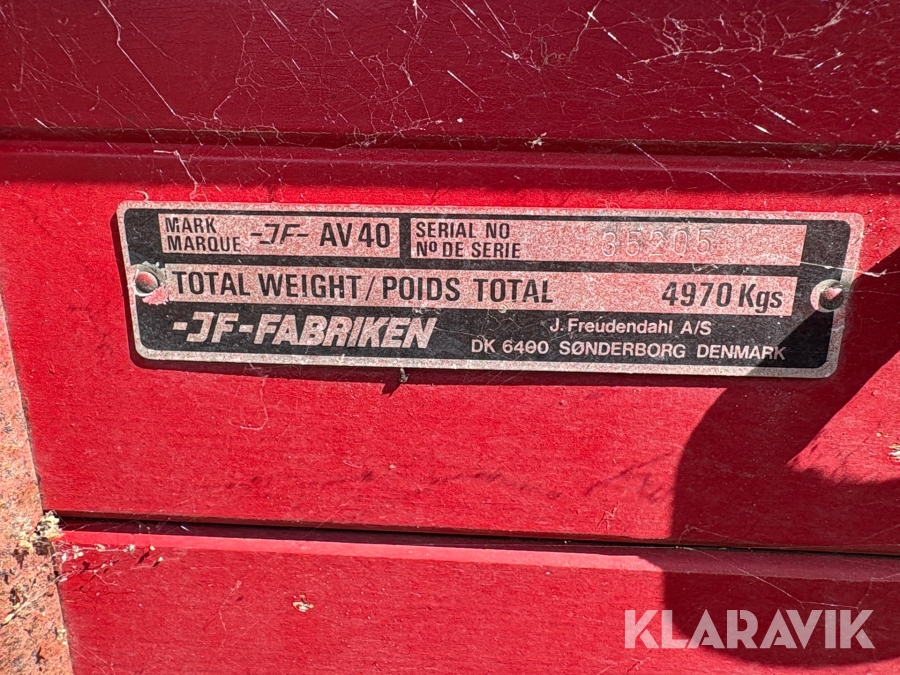 MARK
MARQUE -JF- AV40
SERIAL NO
Nº DE SERIE 35205
TOTAL WEIGHT/POIDS TOTAL 4970 Kgs
-JF-FABRIKEN
J. Freudendahl A/S
DK 6400 SØNDERBORG DENMARK
KLARAVIK